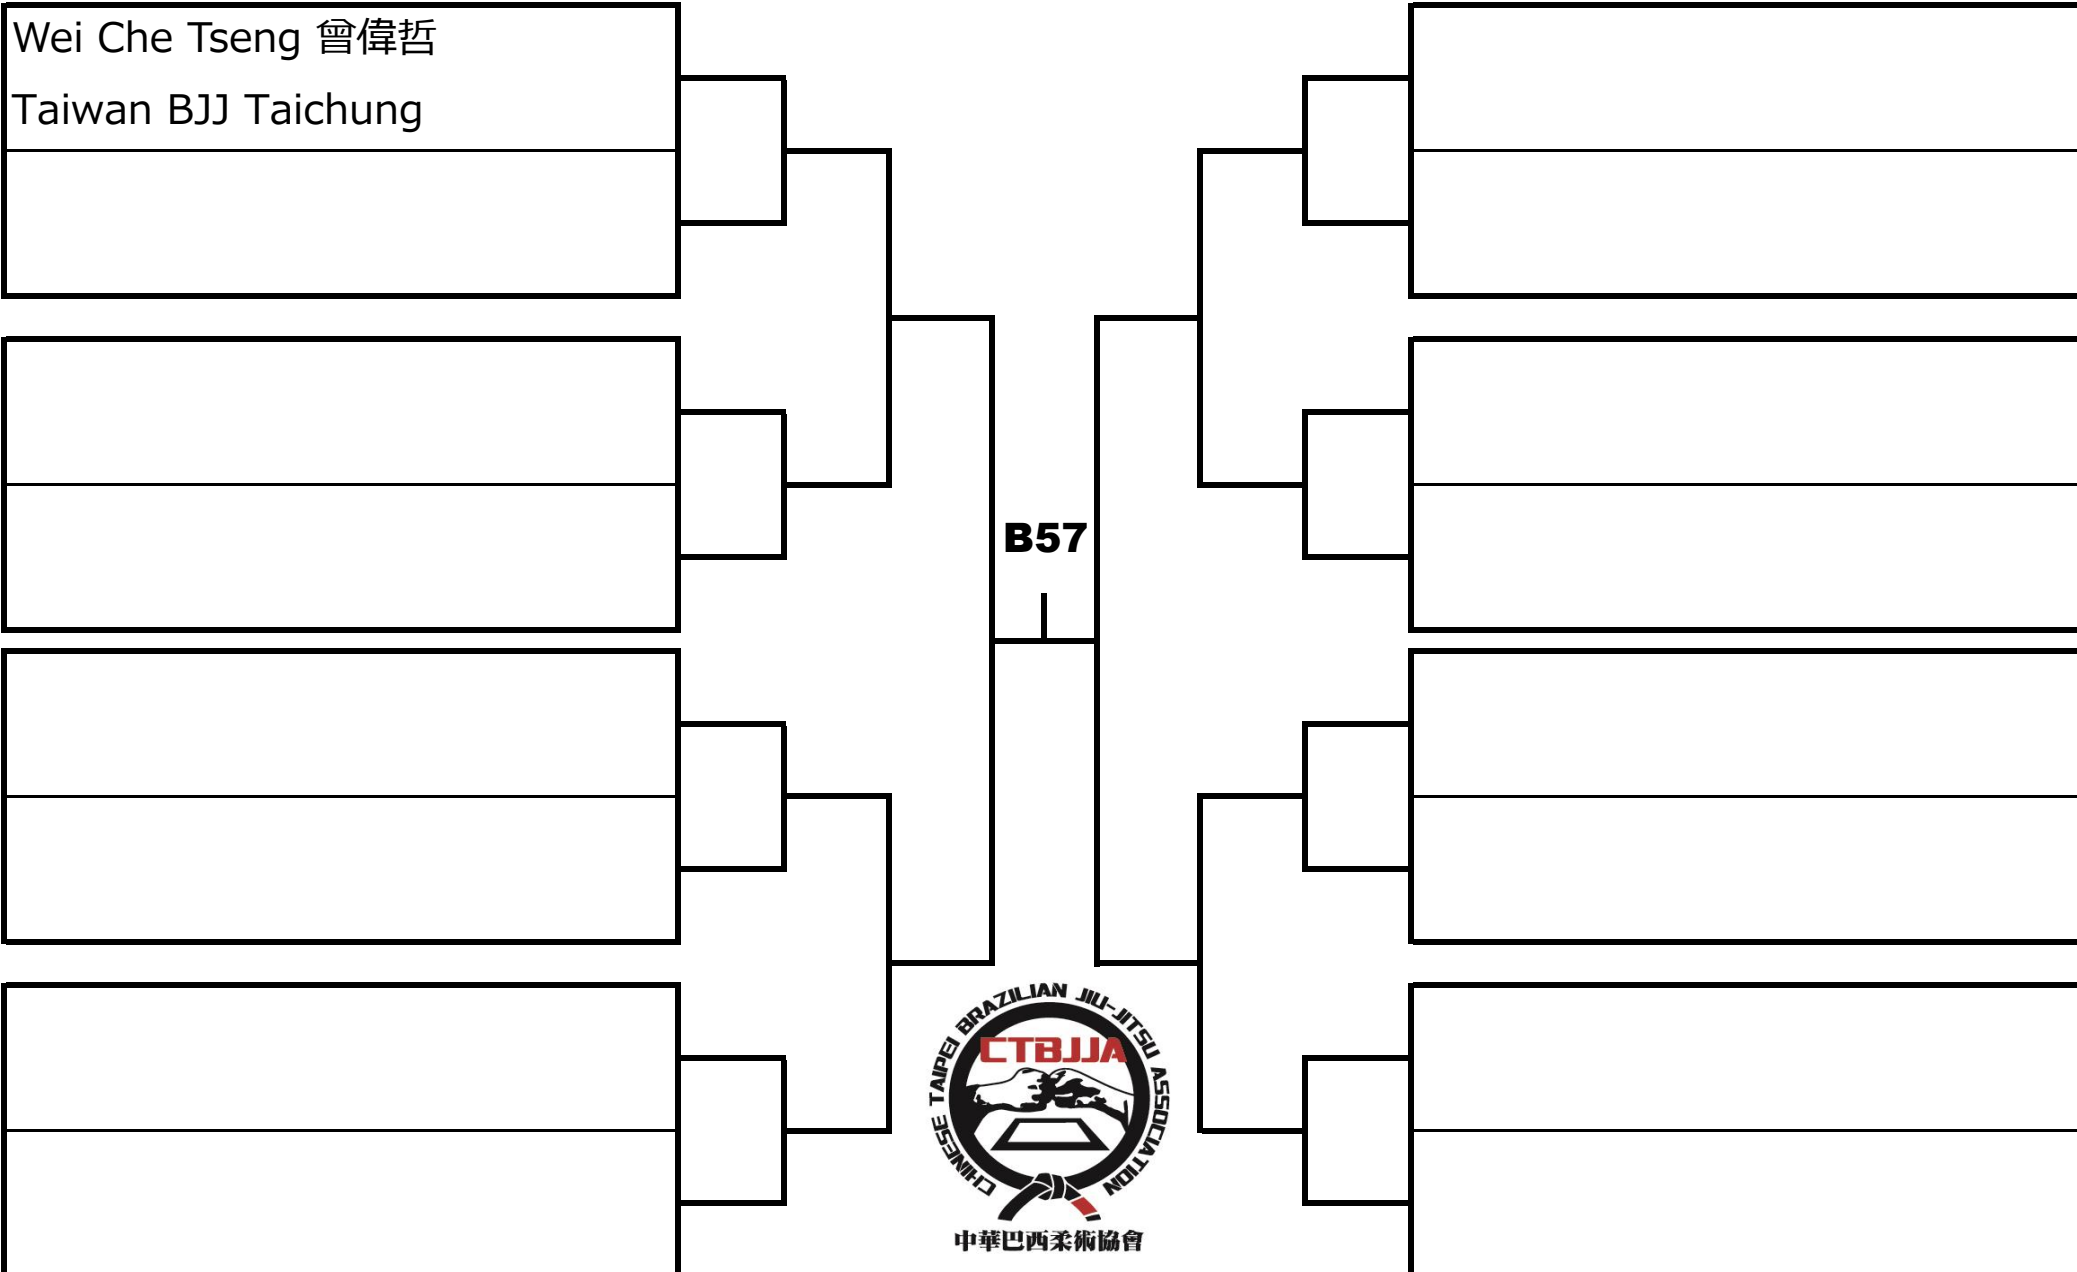 Wei Che Tseng 曾偉哲
Taiwan BJJ Taichung
B57
CHINESE TAIPEI BRAZILIAN JIU-JITSU ASSOCIATION
CTBJJA
中華巴西柔術協會